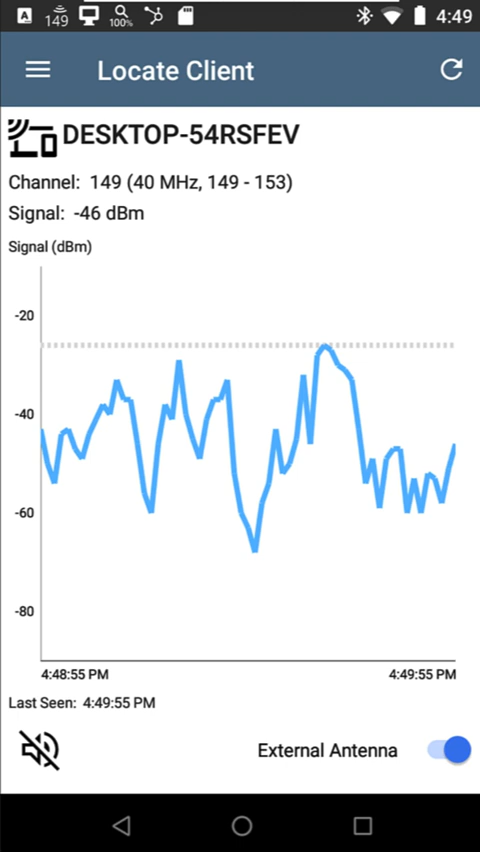 A 149 100% 4:49
Locate Client
DESKTOP-54RSFEV
Channel: 149 (40 MHz, 149 - 153)
Signal: -46 dBm
Signal (dBm)
-20
-40
-60
-80
4:48:55 PM 4:49:55 PM
Last Seen: 4:49:55 PM
External Antenna